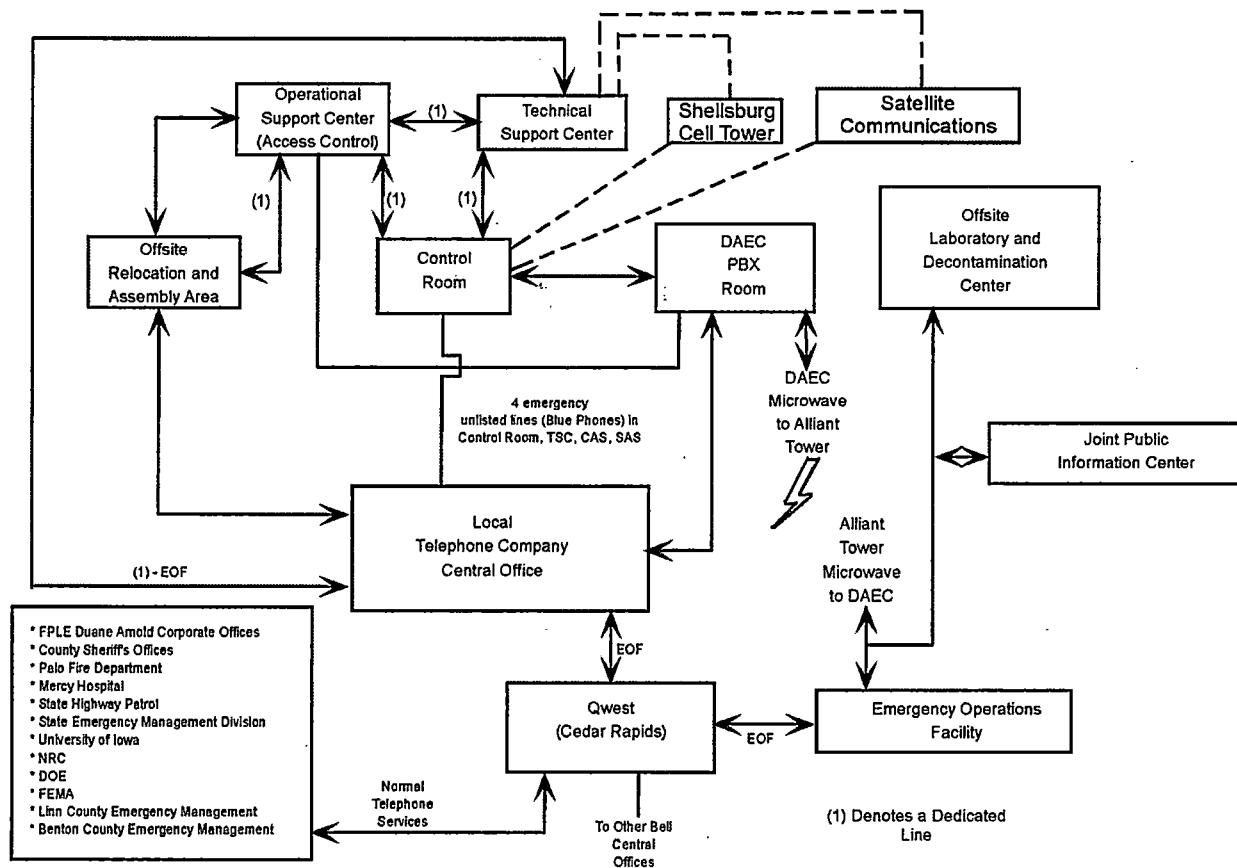 Operational
Support Center
(Access Control)
(1)
Technical
Support Center
Shellsburg
Cell Tower
Satellite
Communications
(1)
(1)
(1)
Offsite
Relocation and
Assembly Area
Control
Room
DAEC
PBX
Room
Offsite
Laboratory and
Decontamination
Center
4 emergency
unlisted lines (Blue Phones) in
Control Room, TSC, CAS, SAS
DAEC
Microwave
to Alliant
Tower
Joint Public
Information Center
Local
Telephone Company
Central Office
Alliant
Tower
Microwave
to DAEC
(1) - EOF
* FPLE Duane Arnold Corporate Offices
* County Sheriff's Offices
* Palo Fire Department
* Mercy Hospital
* State Highway Patrol
* State Emergency Management Division
* University of Iowa
* NRC
* DOE
* FEMA
* Linn County Emergency Management
* Benton County Emergency Management
EOF
Qwest
(Cedar Rapids)
EOF
Emergency Operations
Facility
Normal
Telephone
Services
To Other Bell
Central
Offices
(1) Denotes a Dedicated
Line